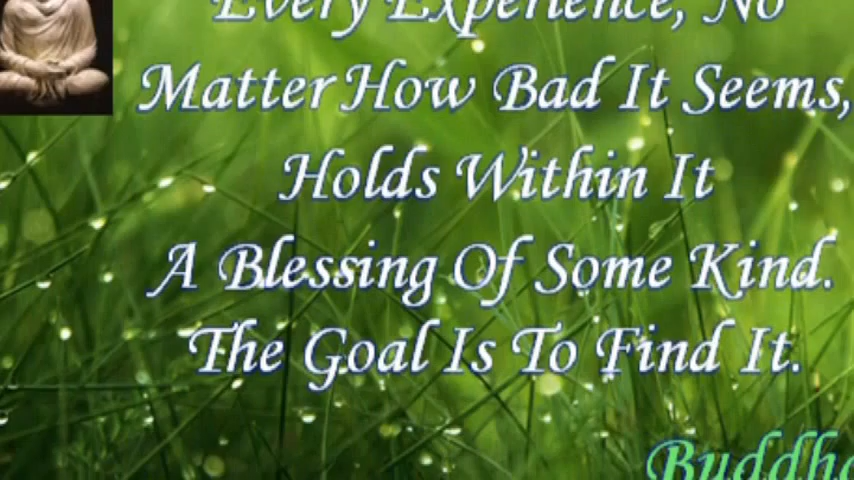 Every Experience, No
Matter How Bad It Seems,
Holds Within It
A Blessing Of Some Kind.
The Goal Is To Find It.
Buddha